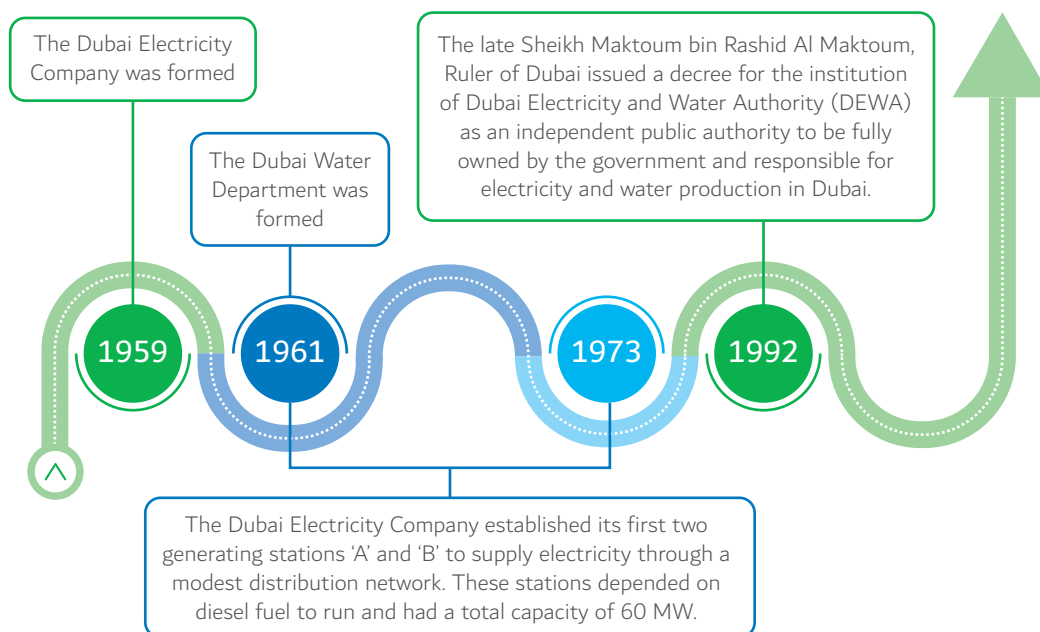 The Dubai Electricity
Company was formed
The Dubai Water
Department was
formed
The late Sheikh Maktoum bin Rashid Al Maktoum,
Ruler of Dubai issued a decree for the institution
of Dubai Electricity and Water Authority (DEWA)
as an independent public authority to be fully
owned by the government and responsible for
electricity and water production in Dubai.
1959
1961
1973
1992
The Dubai Electricity Company established its first two
generating stations ‘A’ and ‘B’ to supply electricity through a
modest distribution network. These stations depended on
diesel fuel to run and had a total capacity of 60 MW.